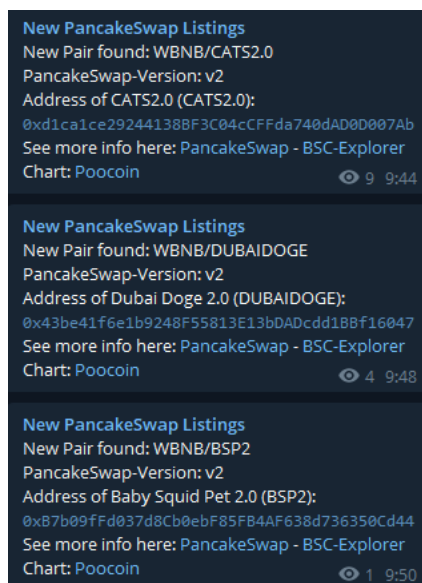 New PancakeSwap Listings
New Pair found: WBNB/CATS2.0
PancakeSwap-Version: v2
Address of CATS2.0 (CATS2.0):
0xd1ca1ce29244138BF3C04cCFFda740dAD0D007Ab
See more info here: PancakeSwap - BSC-Explorer
Chart: Poocoin
9 9:44
New PancakeSwap Listings
New Pair found: WBNB/DUBAIDOGE
PancakeSwap-Version: v2
Address of Dubai Doge 2.0 (DUBAIDOGE):
0x43be41f6e1b9248F55813E13bDADcdd1BBf16047
See more info here: PancakeSwap - BSC-Explorer
Chart: Poocoin
4 9:48
New PancakeSwap Listings
New Pair found: WBNB/BSP2
PancakeSwap-Version: v2
Address of Baby Squid Pet 2.0 (BSP2):
0xB7b09fFd037d8Cb0ebF85FB4AF638d736350Cd44
See more info here: PancakeSwap - BSC-Explorer
Chart: Poocoin
1 9:50